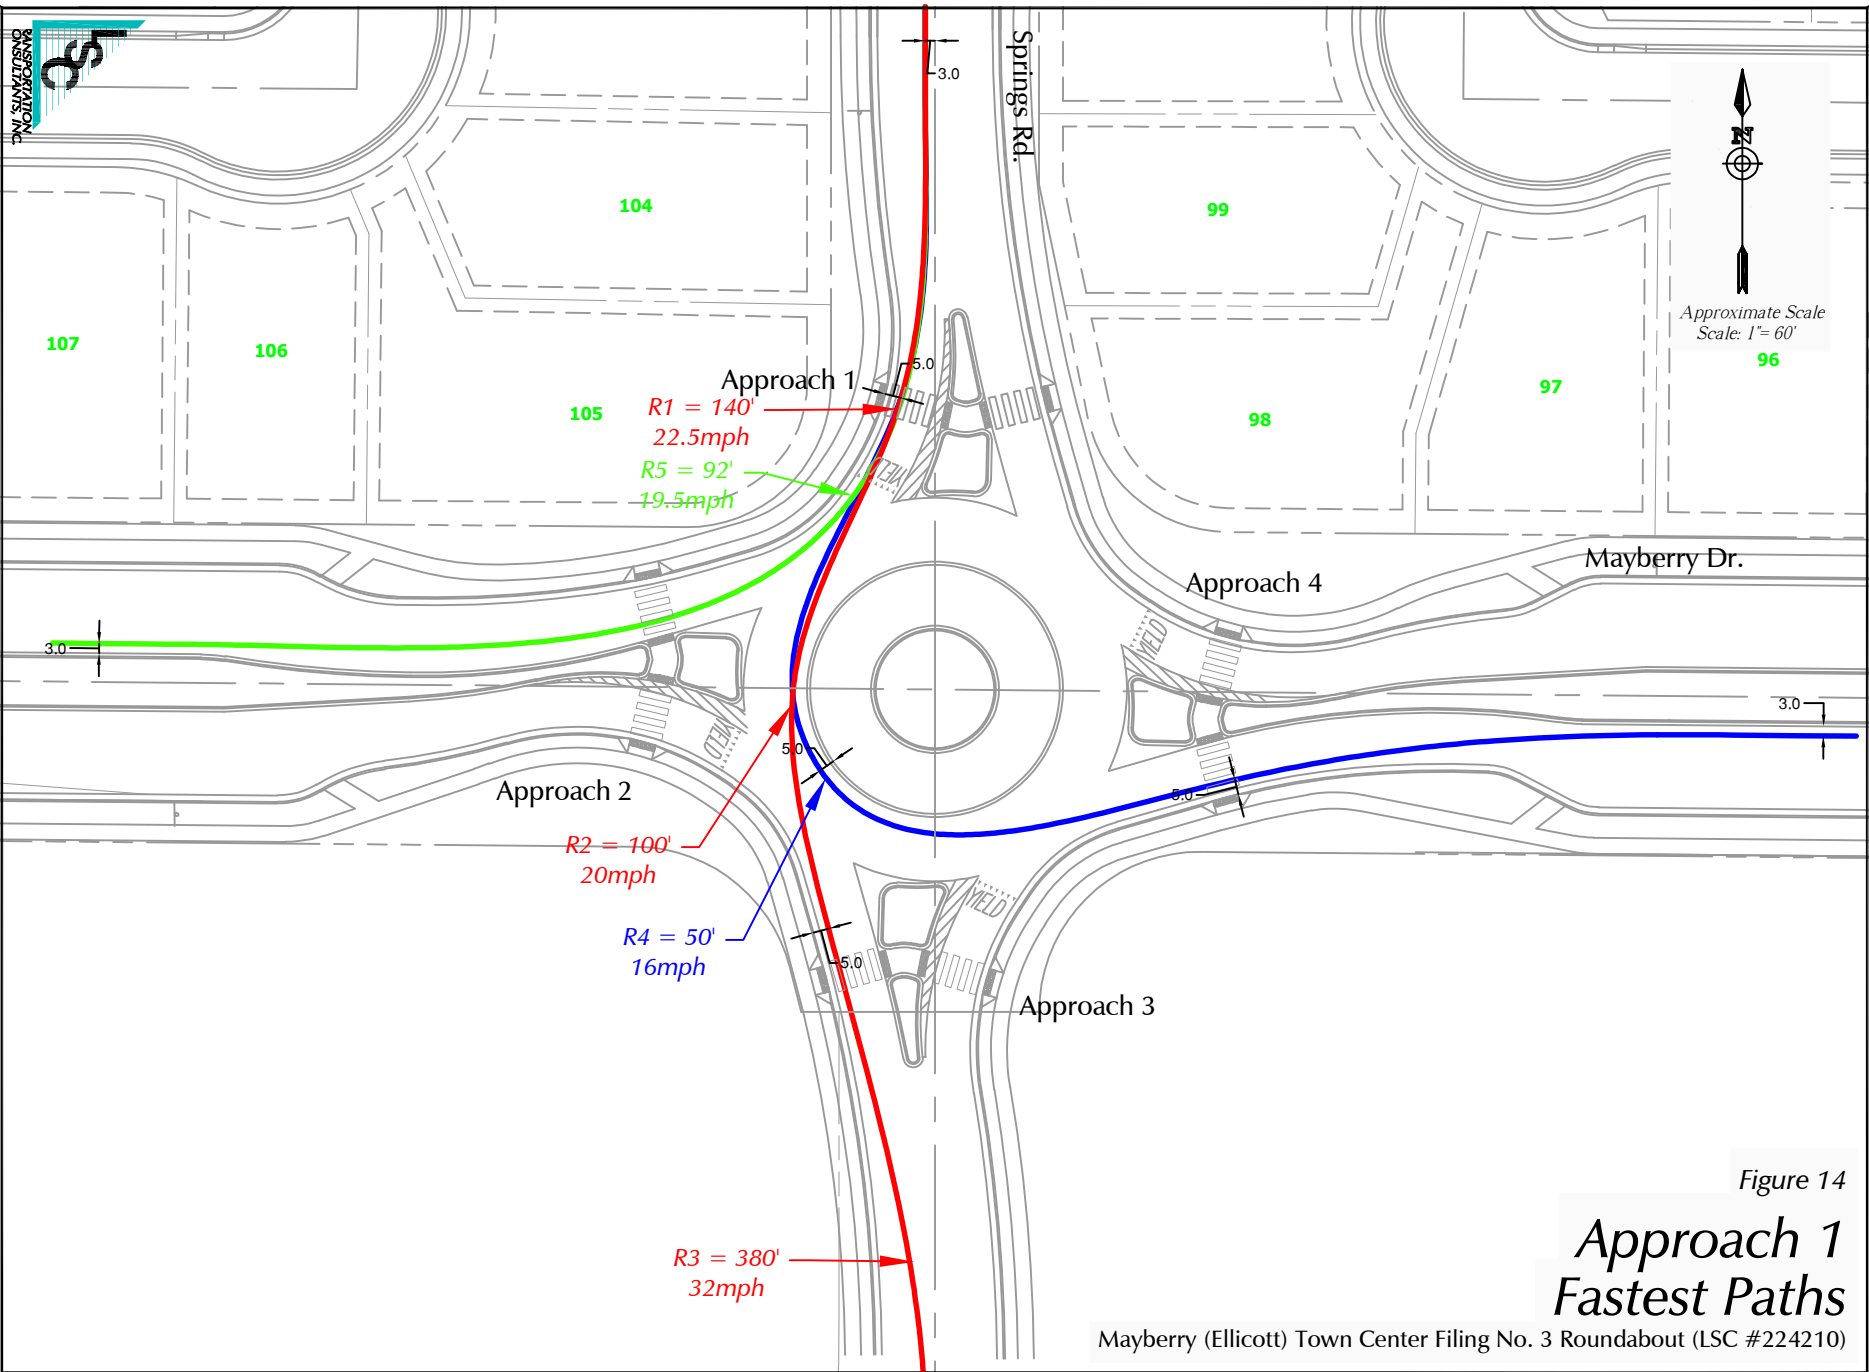 LSC
TRANSPORTATION
CONSULTANTS, INC.
3.0
Springs Rd.
N
Approximate Scale
Scale: 1"= 60'
104
99
107
106
105
96
97
98
Approach 1
5.0
R1 = 140'
22.5mph
R5 = 92'
19.5mph
YIELD
Mayberry Dr.
Approach 4
YIELD
3.0
3.0
YIELD
5.0
5.0
Approach 2
R2 = 100'
20mph
YIELD
R4 = 50'
16mph
5.0
Approach 3
R3 = 380'
32mph
Figure 14
Approach 1
Fastest Paths
Mayberry (Ellicott) Town Center Filing No. 3 Roundabout (LSC #224210)